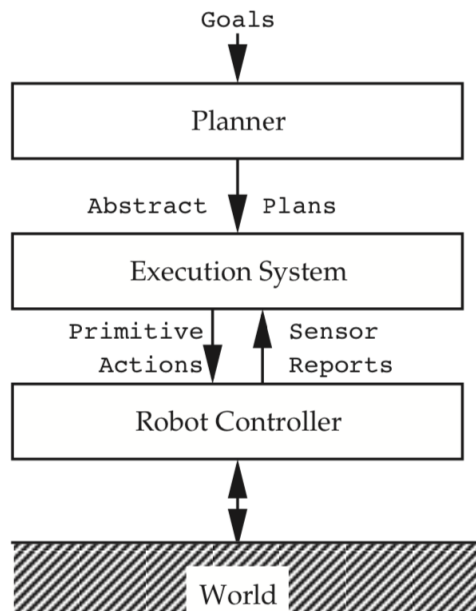 Goals
Planner
Abstract Plans
Execution System
Primitive Sensor
Actions Reports
Robot Controller
World